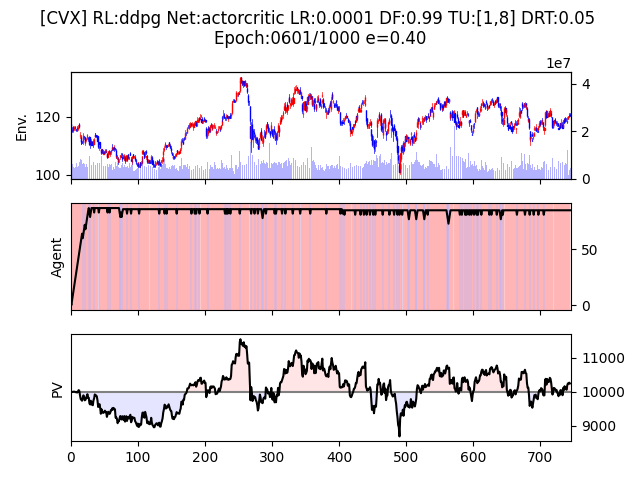 [CVX] RL:ddpg Net:actorcritic LR:0.0001 DF:0.99 TU:[1,8] DRT:0.05
Epoch:0601/1000 e=0.40
1e7
Env.
120
100
4
2
0
Agent
50
0
PV
11000
10000
9000
0 100 200 300 400 500 600 700